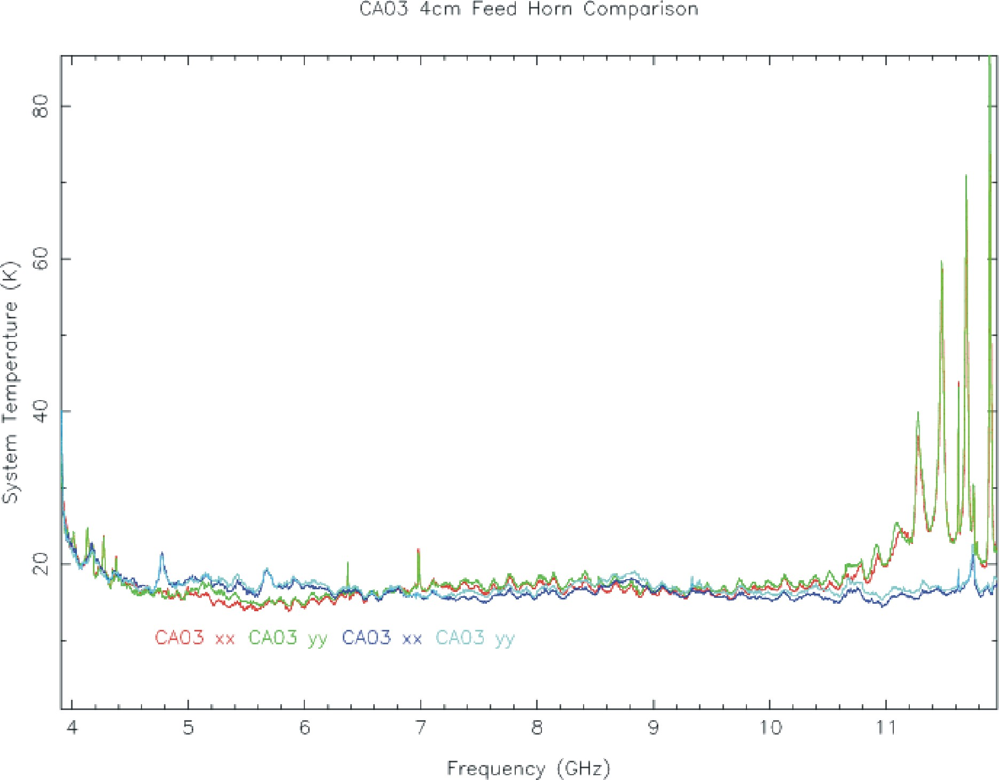 CA03 4cm Feed Horn Comparison
80
60
40
20
System Temperature (K)
CA03 xx CA03 yy CA03 xx CA03 yy
4 5 6 7 8 9 10 11
Frequency (GHz)